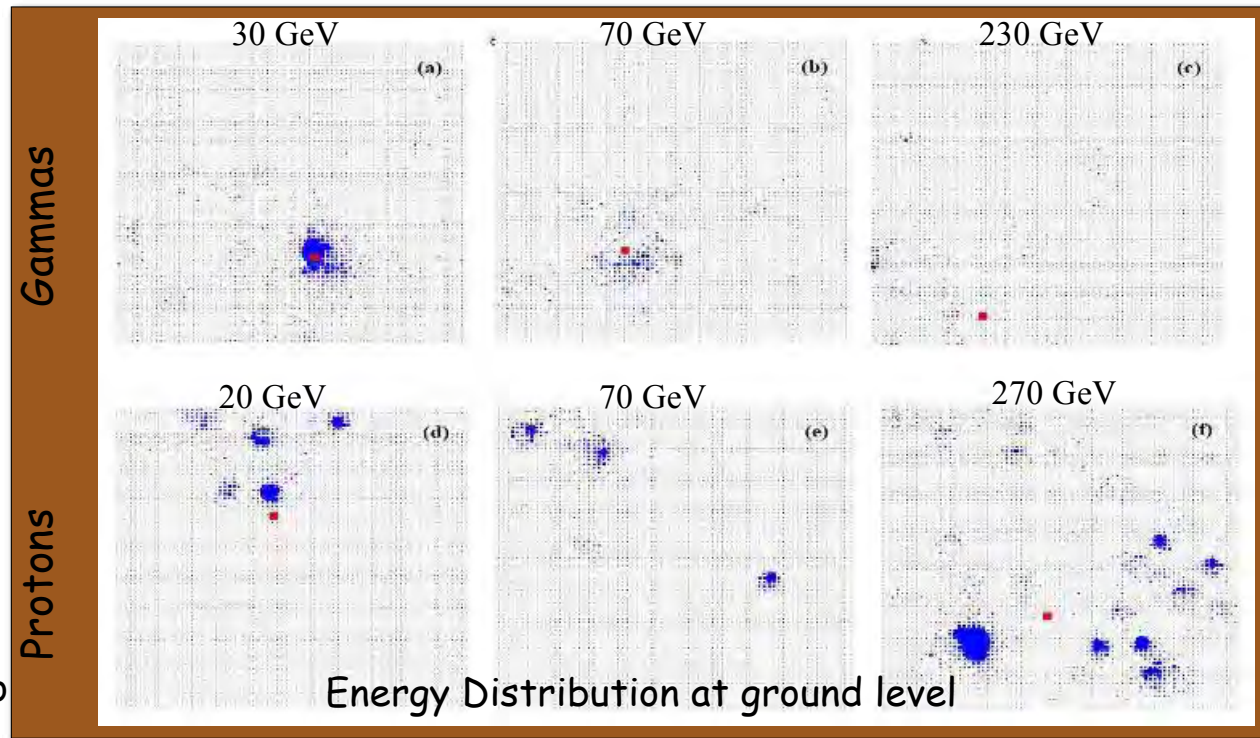 30 GeV 70 GeV 230 GeV
(a) (b) (c)
Gammas
20 GeV 70 GeV 270 GeV
(d) (e) (f)
Protons
Energy Distribution at ground level